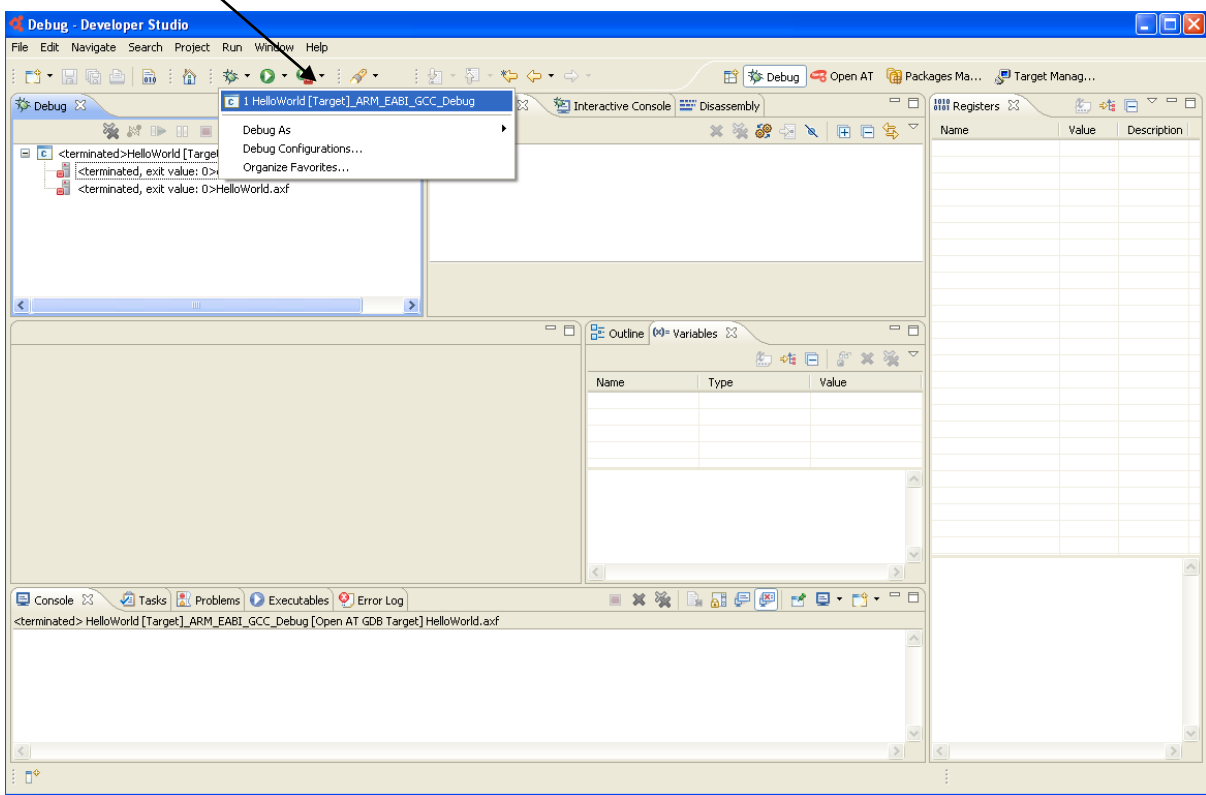 Debug - Developer Studio
File Edit Navigate Search Project Run Window Help
Debug Open AT Packages Ma... Target Manag...
Debug Interactive Console Disassembly Registers
1 HelloWorld [Target]_ARM_EABI_GCC_Debug
Debug As
Debug Configurations...
Organize Favorites...
Name Value Description
<terminated>HelloWorld [Targe
<terminated, exit value: 0>
<terminated, exit value: 0>HelloWorld.axf
Outline Variables
Name Type Value
Console Tasks Problems Executables Error Log
<terminated> HelloWorld [Target]_ARM_EABI_GCC_Debug [Open AT GDB Target] HelloWorld.axf